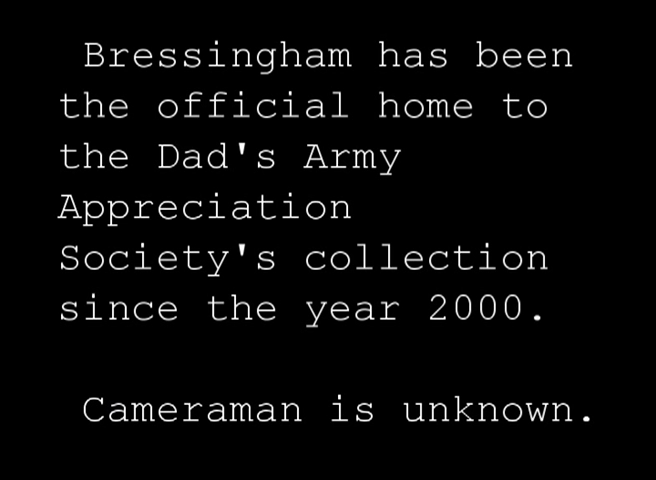 Bressingham has been
the official home to
the Dad's Army
Appreciation
Society's collection
since the year 2000.
Cameraman is unknown.